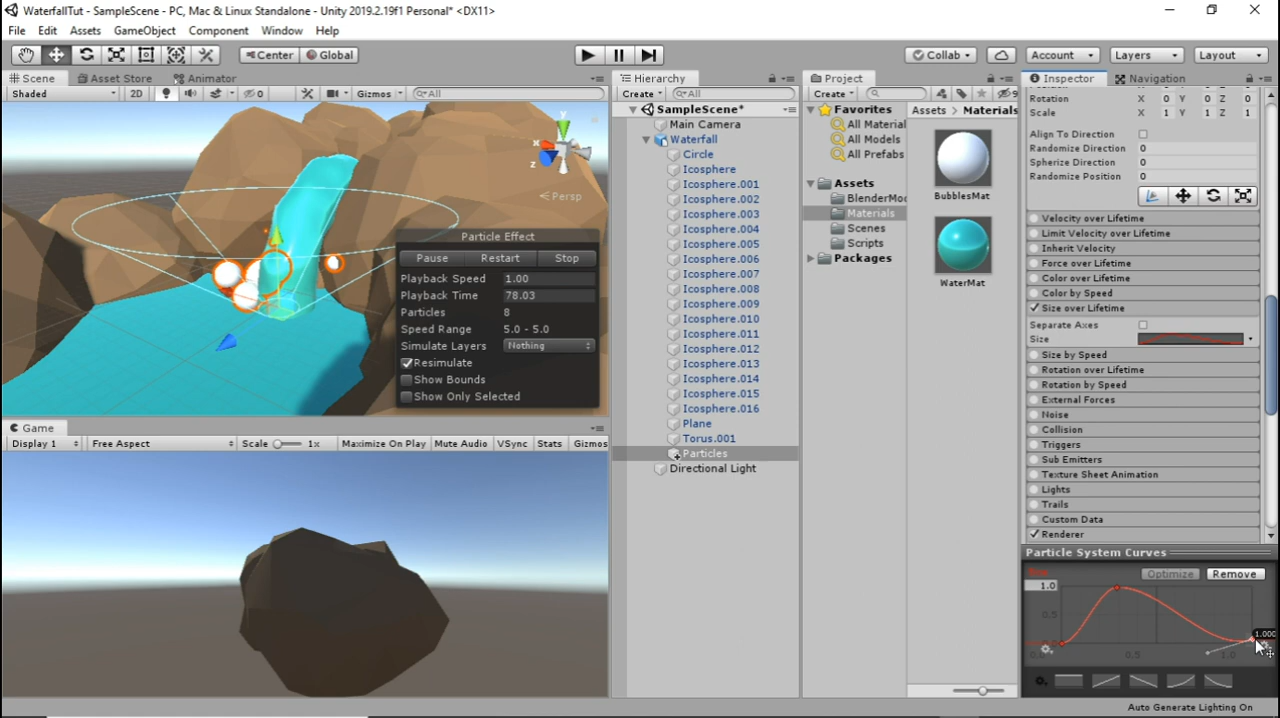 WaterfallTut - SampleScene - PC, Mac & Linux Standalone - Unity 2019.2.19f1 Personal* <DX11>
File Edit Assets GameObject Component Window Help
Center Global Collab Account Layers Layout
Scene Asset Store Animator
Shaded 2D 0 Gizmos All
Persp
X
Y
Z
Particle Effect
Pause Restart Stop
Playback Speed 1.00
Playback Time 78.03
Particles 8
Speed Range 5.0 - 5.0
Simulate Layers Nothing
Resimulate
Show Bounds
Show Only Selected
Game
Display 1 Free Aspect Scale 1x Maximize On Play Mute Audio VSync Stats Gizmos
Hierarchy
Create All
SampleScene*
Main Camera
Waterfall
Circle
Icosphere
Icosphere.001
Icosphere.002
Icosphere.003
Icosphere.004
Icosphere.005
Icosphere.006
Icosphere.007
Icosphere.008
Icosphere.009
Icosphere.010
Icosphere.011
Icosphere.012
Icosphere.013
Icosphere.014
Icosphere.015
Icosphere.016
Plane
Torus.001
Particles
Directional Light
Project
Create 9
Favorites
All Material
All Models
All Prefabs
Assets
BlenderMod
Materials
Scenes
Scripts
Packages
Assets > Materials
BubblesMat
WaterMat
Inspector Navigation
Rotation X 0 Y 0 Z 0
Scale X 1 Y 1 Z 1
Align To Direction
Randomize Direction 0
Spherize Direction 0
Randomize Position 0
Velocity over Lifetime
Limit Velocity over Lifetime
Inherit Velocity
Force over Lifetime
Color over Lifetime
Color by Speed
Size over Lifetime
Separate Axes
Size
Size by Speed
Rotation over Lifetime
Rotation by Speed
External Forces
Noise
Collision
Triggers
Sub Emitters
Texture Sheet Animation
Lights
Trails
Custom Data
Renderer
Particle System Curves
Optimize Remove
1.0
0.5
1.000
0.0 0.5 1.0
Auto Generate Lighting On